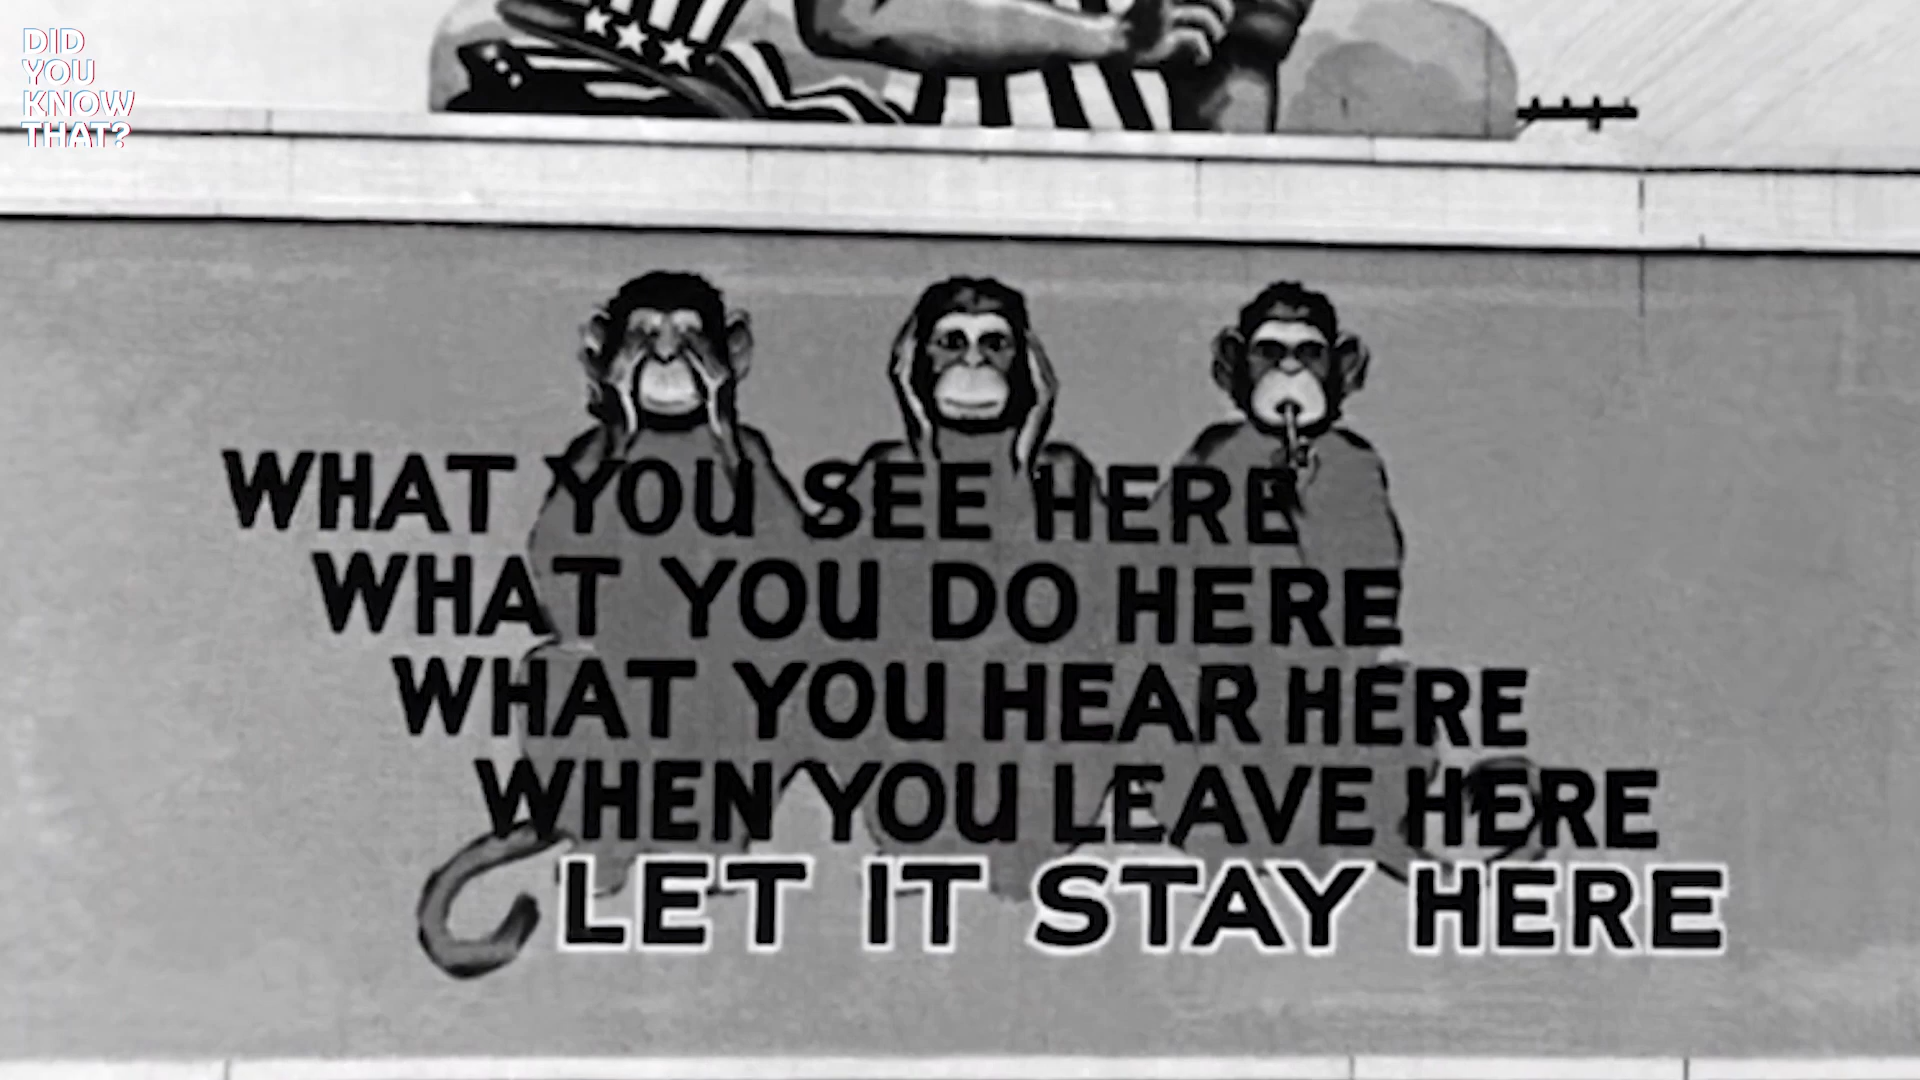 DID
YOU
KNOW
THAT?
WHAT YOU SEE HERE
WHAT YOU DO HERE
WHAT YOU HEAR HERE
WHEN YOU LEAVE HERE
LET IT STAY HERE